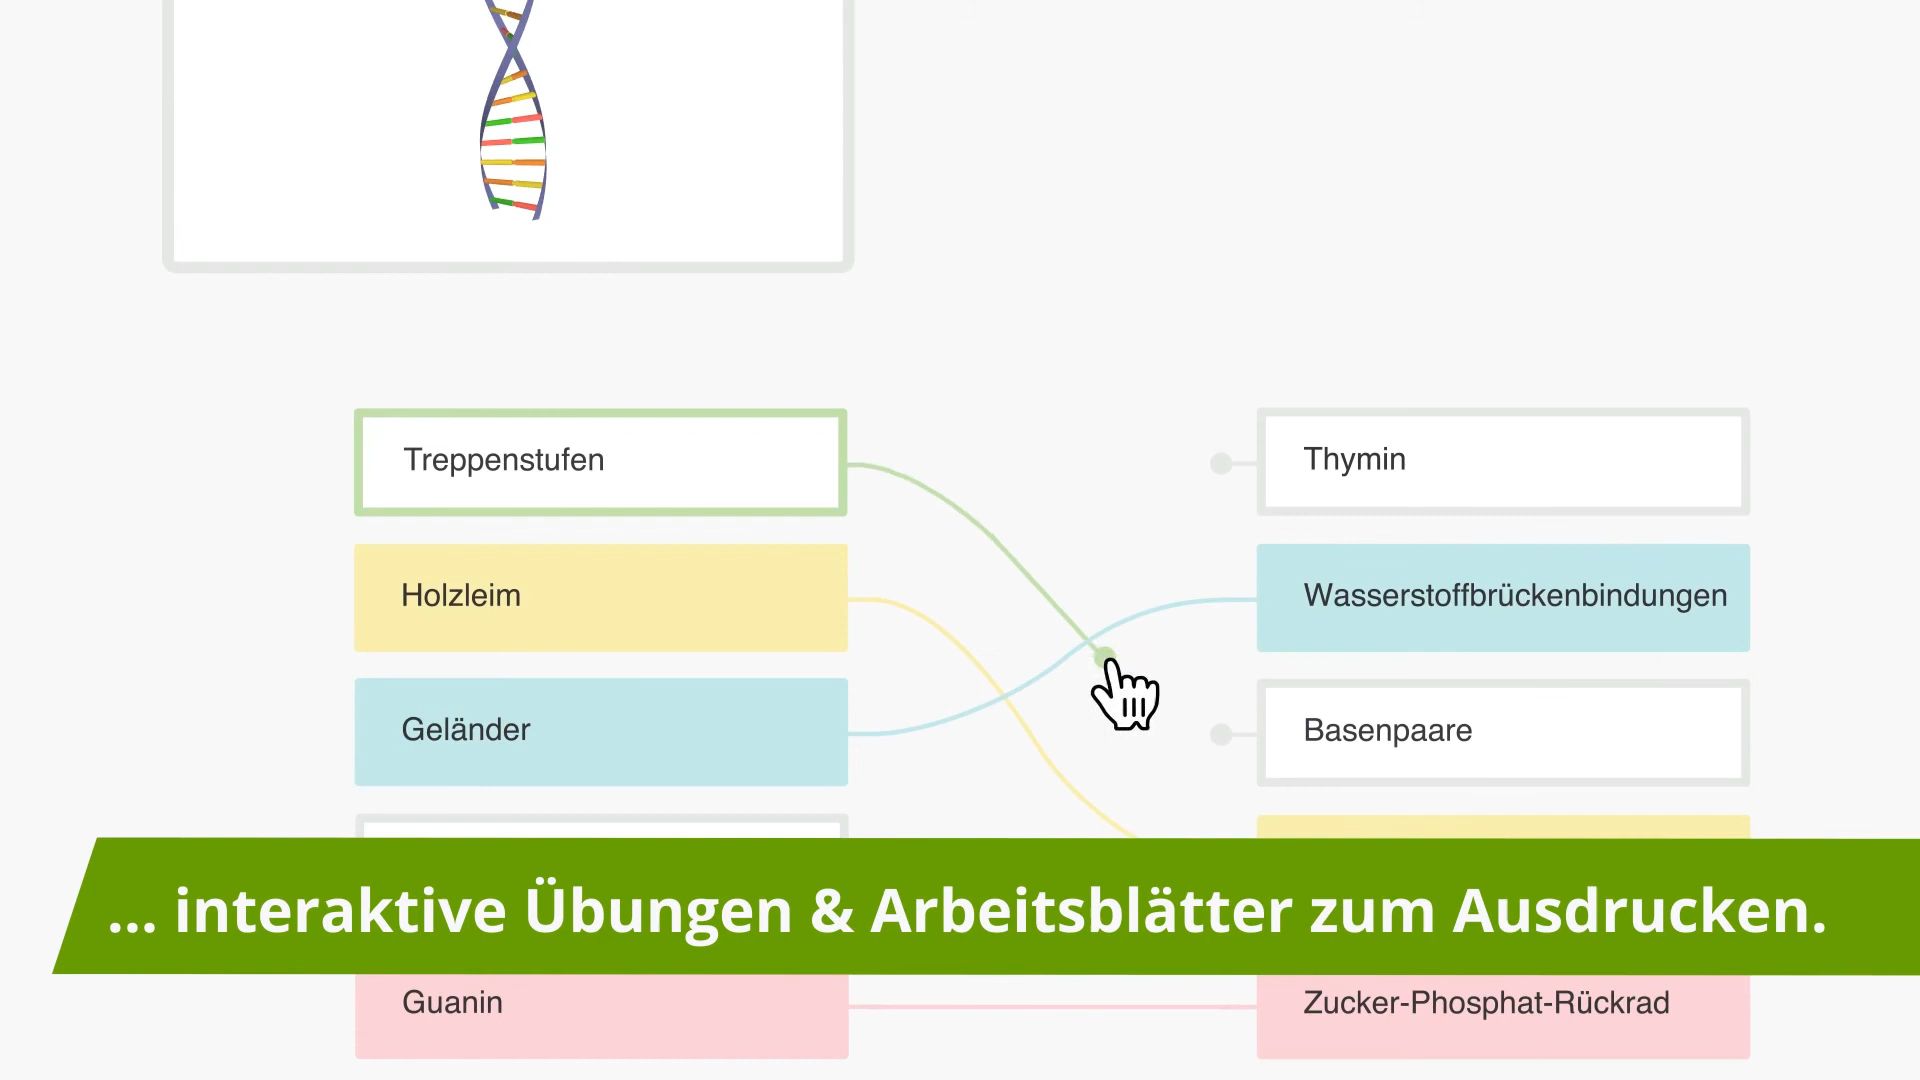 Treppenstufen
Thymin
Holzleim
Wasserstoffbrückenbindungen
Geländer
Basenpaare
... interaktive Übungen & Arbeitsblätter zum Ausdrucken.
Guanin
Zucker-Phosphat-Rückrad